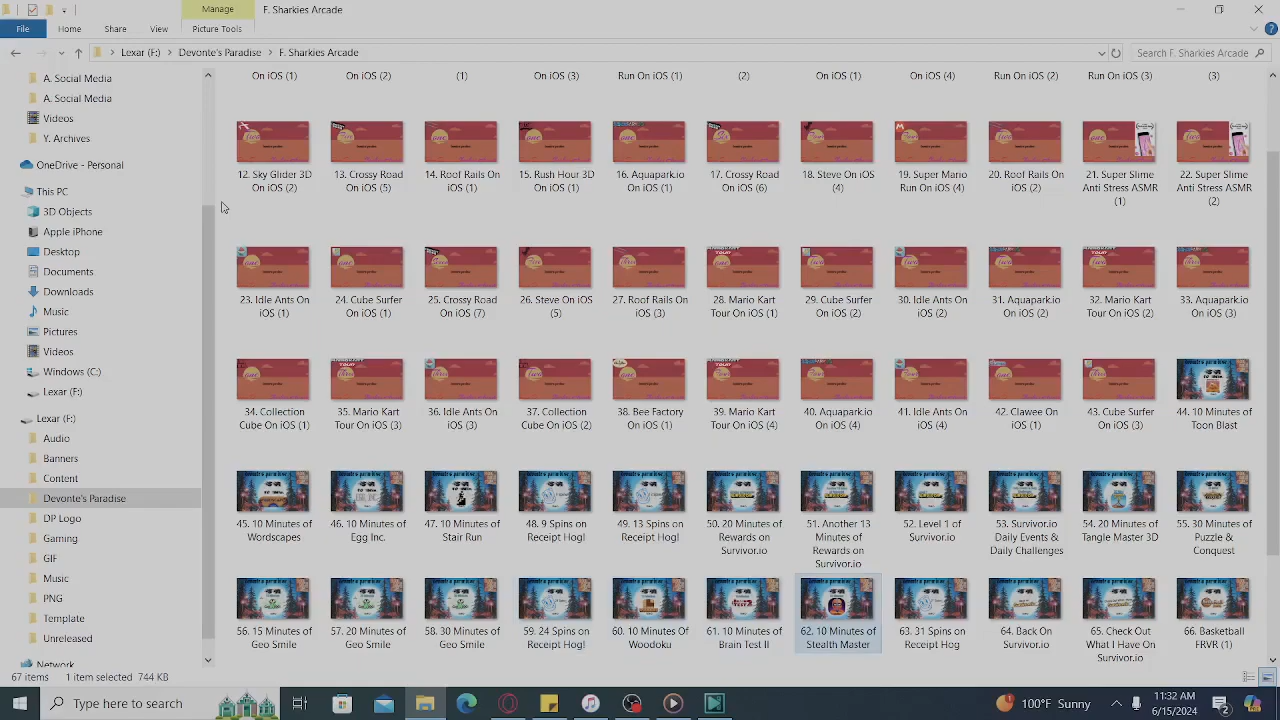 Manage
F. Sharkies Arcade
File
Home
Share
View
Picture Tools
Lexar (F:)
Devonte's Paradise
F. Sharkies Arcade
Search F. Sharkies Arcade
A. Social Media
A. Social Media
Videos
Y. Archives
OneDrive - Personal
This PC
3D Objects
Apple iPhone
Desktop
Documents
Downloads
Music
Pictures
Videos
Windows (C:)
Lexar (F:)
Lexar (F:)
Audio
Banners
Content
Devonte's Paradise
DP Logo
Gaming
GIF
Music
PNG
Template
Unreleased
Network
On iOS (1)
On iOS (2)
(1)
On iOS (3)
Run On iOS (1)
(2)
On iOS (1)
On iOS (4)
Run On iOS (2)
Run On iOS (3)
(3)
12. Sky Glider 3D
On iOS (2)
13. Crossy Road
On iOS (5)
14. Roof Rails On
iOS (1)
15. Rush Hour 3D
On iOS (1)
16. Aquapark.io
On iOS (1)
17. Crossy Road
On iOS (6)
18. Steve On iOS
(4)
19. Super Mario
Run On iOS (4)
20. Roof Rails On
iOS (2)
21. Super Slime
Anti Stress ASMR
(1)
22. Super Slime
Anti Stress ASMR
(2)
23. Idle Ants On
iOS (1)
24. Cube Surfer
On iOS (1)
25. Crossy Road
On iOS (7)
26. Steve On iOS
(5)
27. Roof Rails On
iOS (3)
28. Mario Kart
Tour On iOS (1)
29. Cube Surfer
On iOS (2)
30. Idle Ants On
iOS (2)
31. Aquapark.io
On iOS (2)
32. Mario Kart
Tour On iOS (2)
33. Aquapark.io
On iOS (3)
34. Collection
Cube On iOS (1)
35. Mario Kart
Tour On iOS (3)
36. Idle Ants On
iOS (3)
37. Collection
Cube On iOS (2)
38. Bee Factory
On iOS (1)
39. Mario Kart
Tour On iOS (4)
40. Aquapark.io
On iOS (4)
41. Idle Ants On
iOS (4)
42. Clawee On
iOS (1)
43. Cube Surfer
On iOS (3)
44. 10 Minutes of
Toon Blast
45. 10 Minutes of
Wordscapes
46. 10 Minutes of
Egg Inc.
47. 10 Minutes of
Stair Run
48. 9 Spins on
Receipt Hog!
49. 13 Spins on
Receipt Hog!
50. 20 Minutes of
Rewards on
Survivor.io
51. Another 13
Minutes of
Rewards on
Survivor.io
52. Level 1 of
Survivor.io
53. Survivor.io
Daily Events &
Daily Challenges
54. 20 Minutes of
Tangle Master 3D
55. 30 Minutes of
Puzzle &
Conquest
56. 15 Minutes of
Geo Smile
57. 20 Minutes of
Geo Smile
58. 30 Minutes of
Geo Smile
59. 24 Spins on
Receipt Hog!
60. 10 Minutes Of
Woodoku
61. 10 Minutes of
Brain Test II
62. 10 Minutes of
Stealth Master
63. 31 Spins on
Receipt Hog
64. Back On
Survivor.io
65. Check Out
What I Have On
Survivor.io
66. Basketball
FRVR (1)
67 items
1 item selected 744 KB
Type here to search
100°F Sunny
11:32 AM
6/15/2024